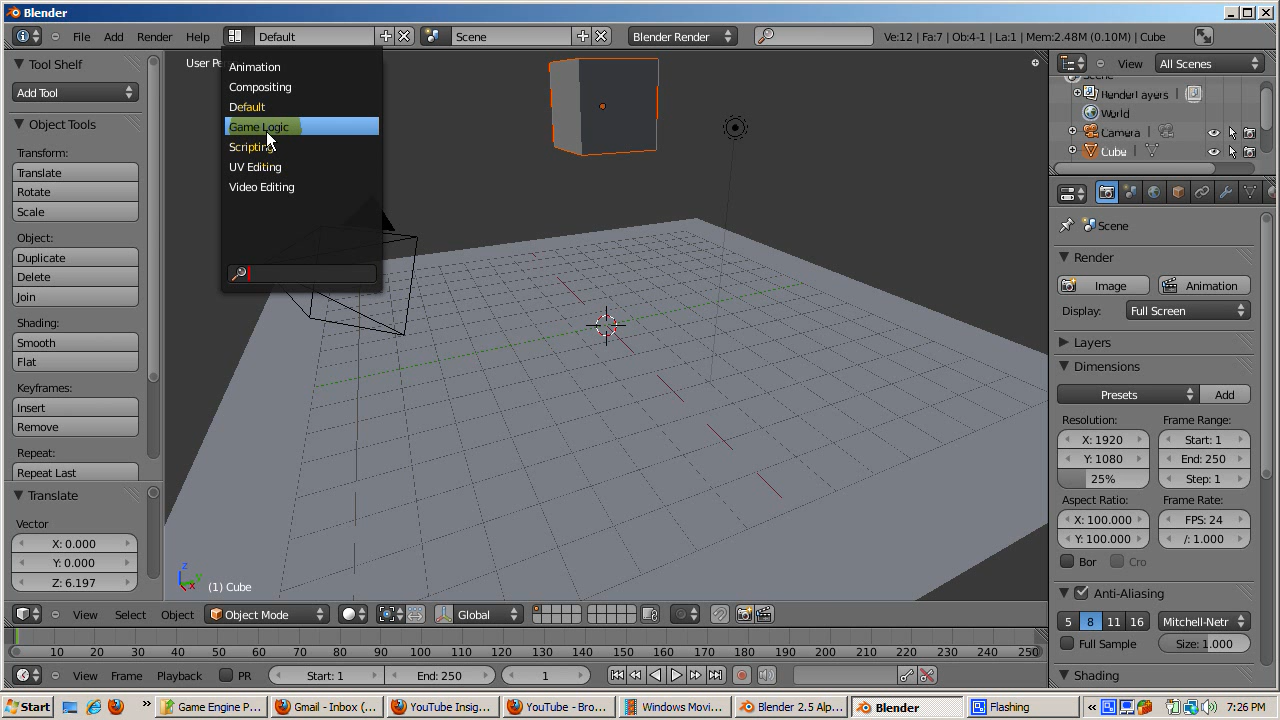 Blender
File Add Render Help Default Scene Blender Render Ve:12 | Fa:7 | Ob:4-1 | La:1 | Mem:2.48M (0.10M) | Cube
Tool Shelf
Add Tool
Object Tools
Transform:
Translate
Rotate
Scale
Object:
Duplicate
Delete
Join
Shading:
Smooth
Flat
Keyframes:
Insert
Remove
Repeat:
Repeat Last
Translate
Vector
X: 0.000
Y: 0.000
Z: 6.197
User Pe
Animation
Compositing
Default
Game Logic
Scripting
UV Editing
Video Editing
z
y
x
(1) Cube
View Select Object Object Mode Global
View All Scenes
Scene
RenderLayers
World
Camera
Cube
Scene
Render
Image Animation
Display: Full Screen
Layers
Dimensions
Presets Add
Resolution: Frame Range:
X: 1920 Start: 1
Y: 1080 End: 250
25% Step: 1
Aspect Ratio: Frame Rate:
X: 100.000 FPS: 24
Y: 100.000 /: 1.000
Bor Cro
Anti-Aliasing
5 8 11 16 Mitchell-Netr
Full Sample Size: 1.000
Shading
10 20 30 40 50 60 70 80 90 100 110 120 130 140 150 160 170 180 190 200 210 220 230 240 250
View Frame Playback PR Start: 1 End: 250 1
Start » Game Engine P... Gmail - Inbox (... YouTube Insig... YouTube - Bro... Windows Movi... Blender 2.5 Alp... Blender Flashing « 7:26 PM